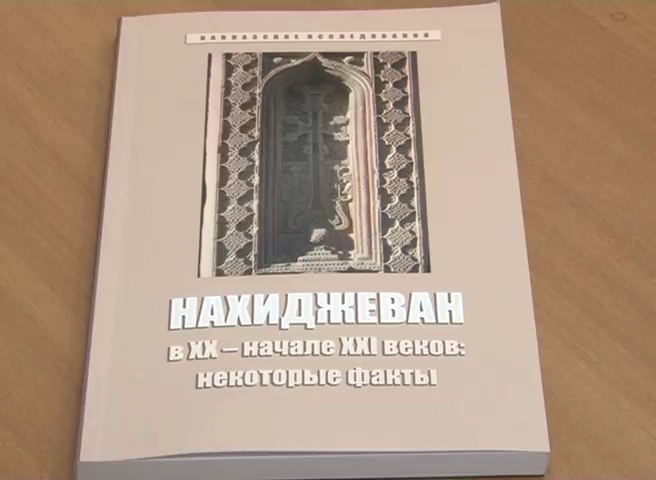 КАВКАЗСКИЕ ИССЛЕДОВАНИЯ
НАХИДЖЕВАН
в XX – начале XXI веков:
некоторые факты